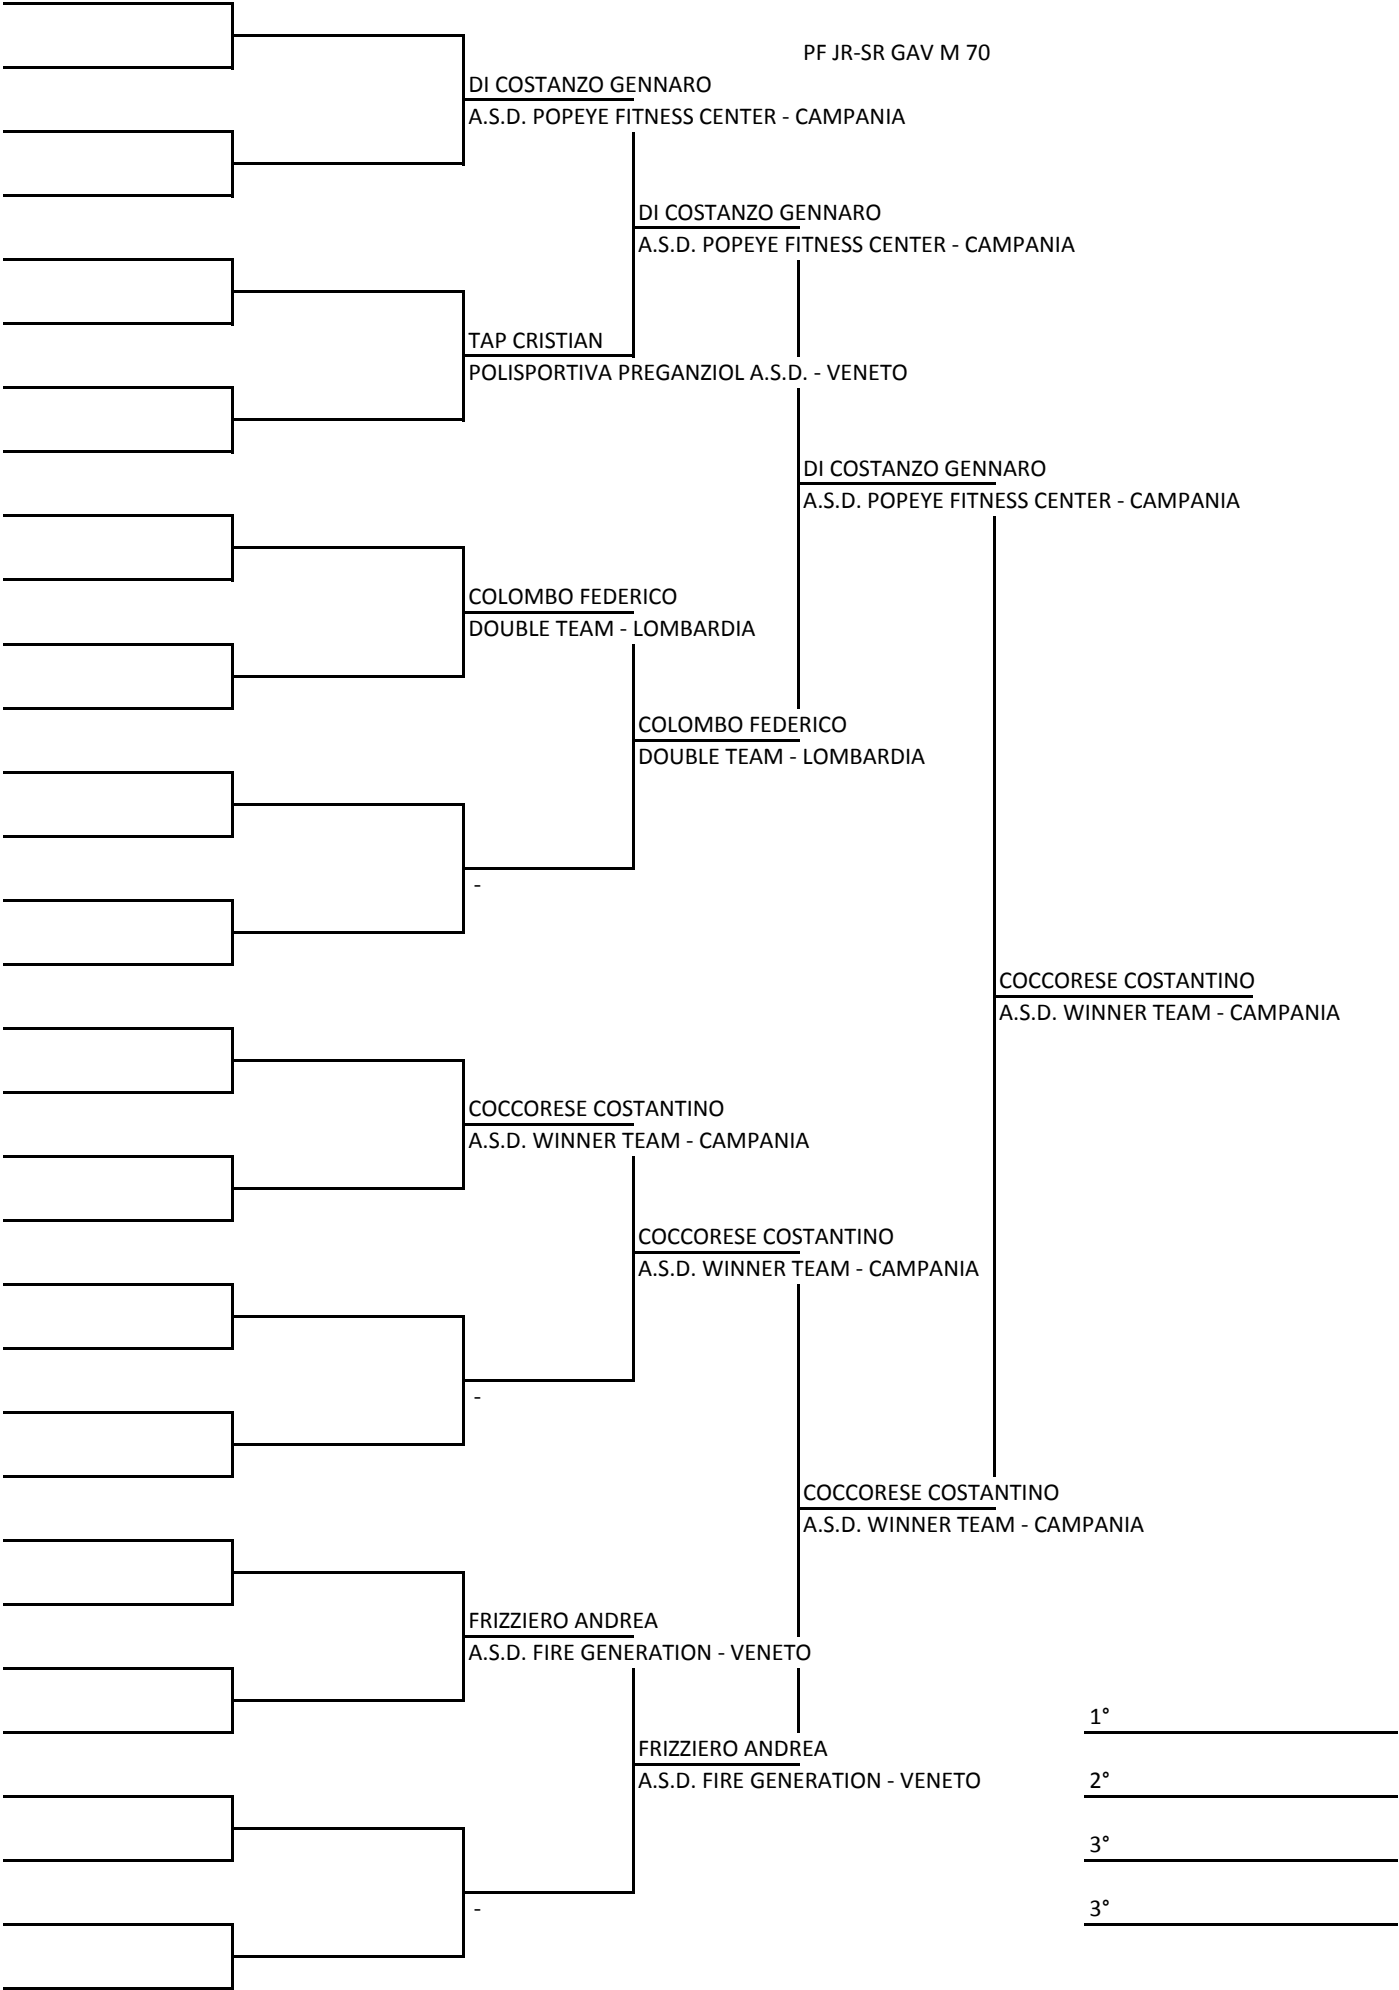 PF JR-SR GAV M 70
DI COSTANZO GENNARO
A.S.D. POPEYE FITNESS CENTER - CAMPANIA
DI COSTANZO GENNARO
A.S.D. POPEYE FITNESS CENTER - CAMPANIA
TAP CRISTIAN
POLISPORTIVA PREGANZIOL A.S.D. - VENETO
DI COSTANZO GENNARO
A.S.D. POPEYE FITNESS CENTER - CAMPANIA
COLOMBO FEDERICO
DOUBLE TEAM - LOMBARDIA
COLOMBO FEDERICO
DOUBLE TEAM - LOMBARDIA
-
COCCORESE COSTANTINO
A.S.D. WINNER TEAM - CAMPANIA
COCCORESE COSTANTINO
A.S.D. WINNER TEAM - CAMPANIA
COCCORESE COSTANTINO
A.S.D. WINNER TEAM - CAMPANIA
-
COCCORESE COSTANTINO
A.S.D. WINNER TEAM - CAMPANIA
FRIZZIERO ANDREA
A.S.D. FIRE GENERATION - VENETO
1°
FRIZZIERO ANDREA
A.S.D. FIRE GENERATION - VENETO
2°
3°
-
3°